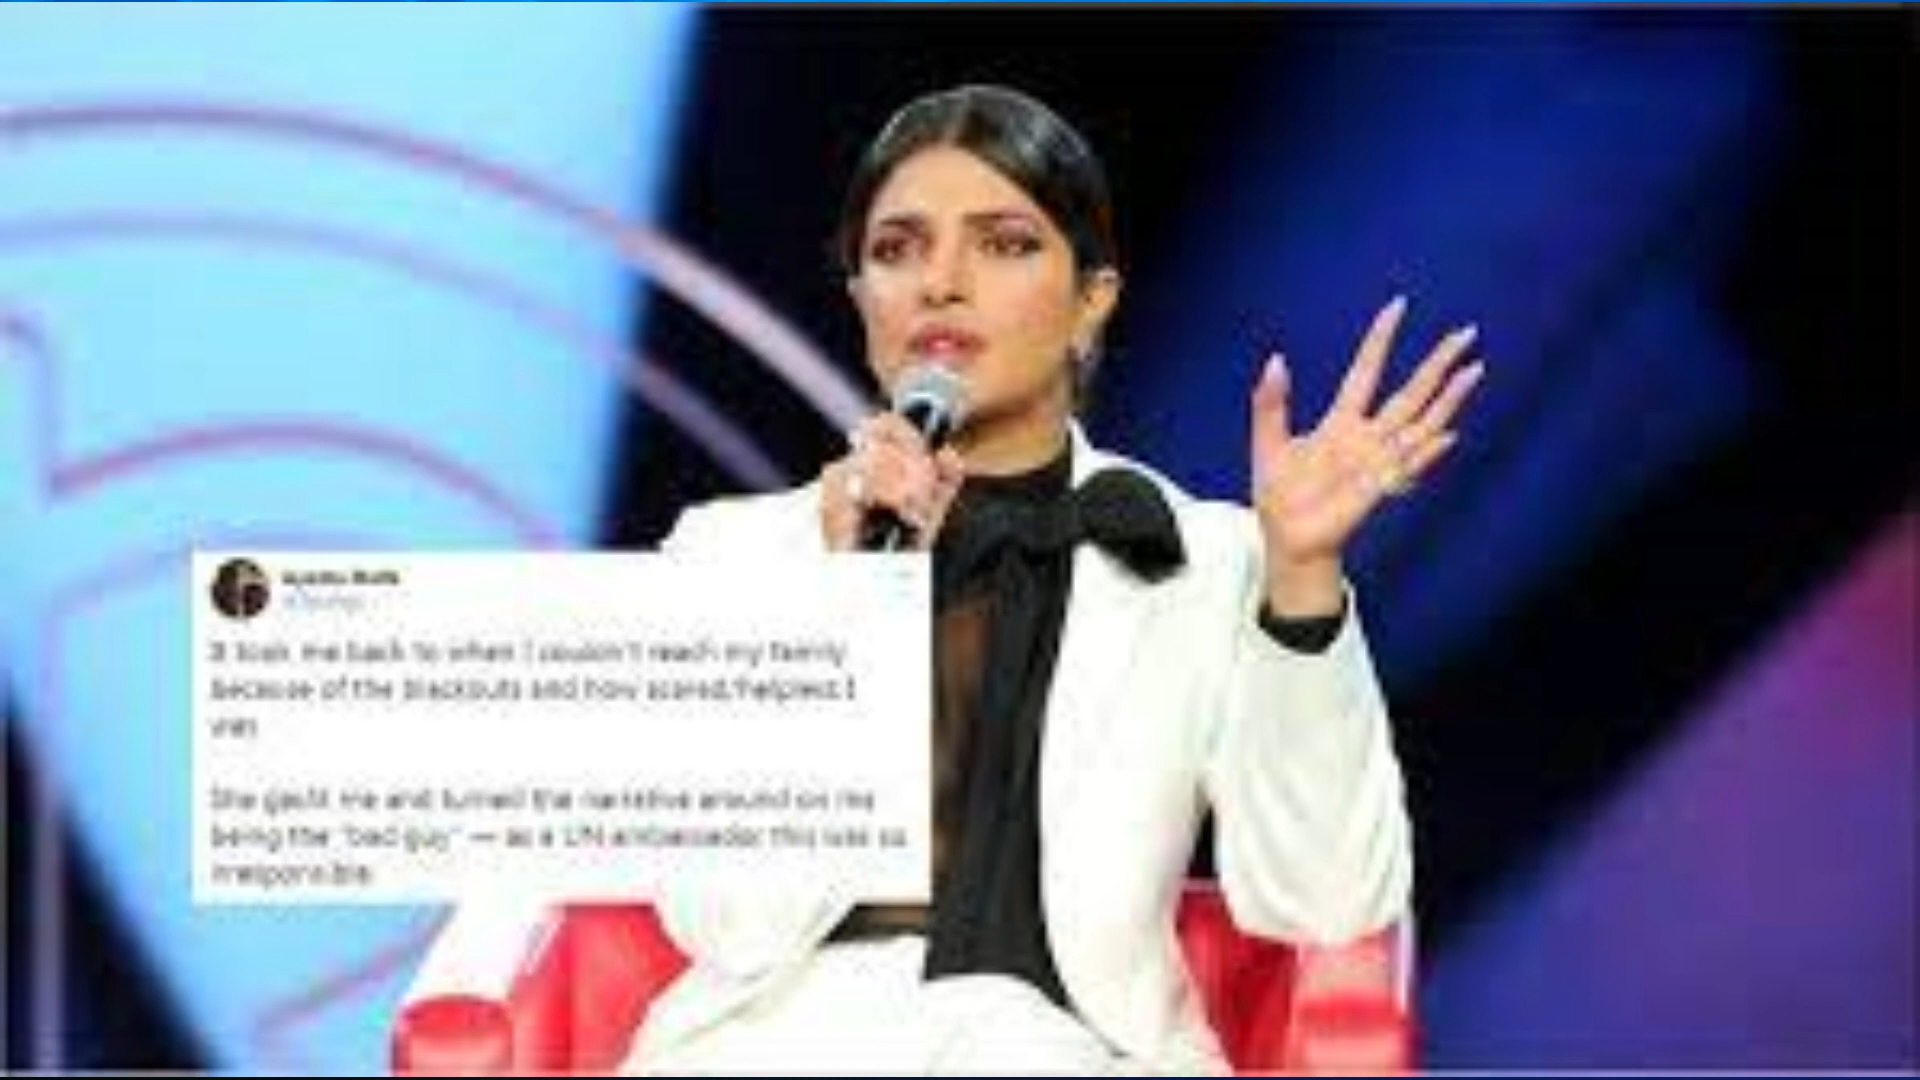 It took me back to when I couldn't reach my family
because of the blackouts and how scared/helpless I
was
She gaslit me and turned the narrative around on me
being the "bad guy" — as a UN ambassador this was so
irresponsible